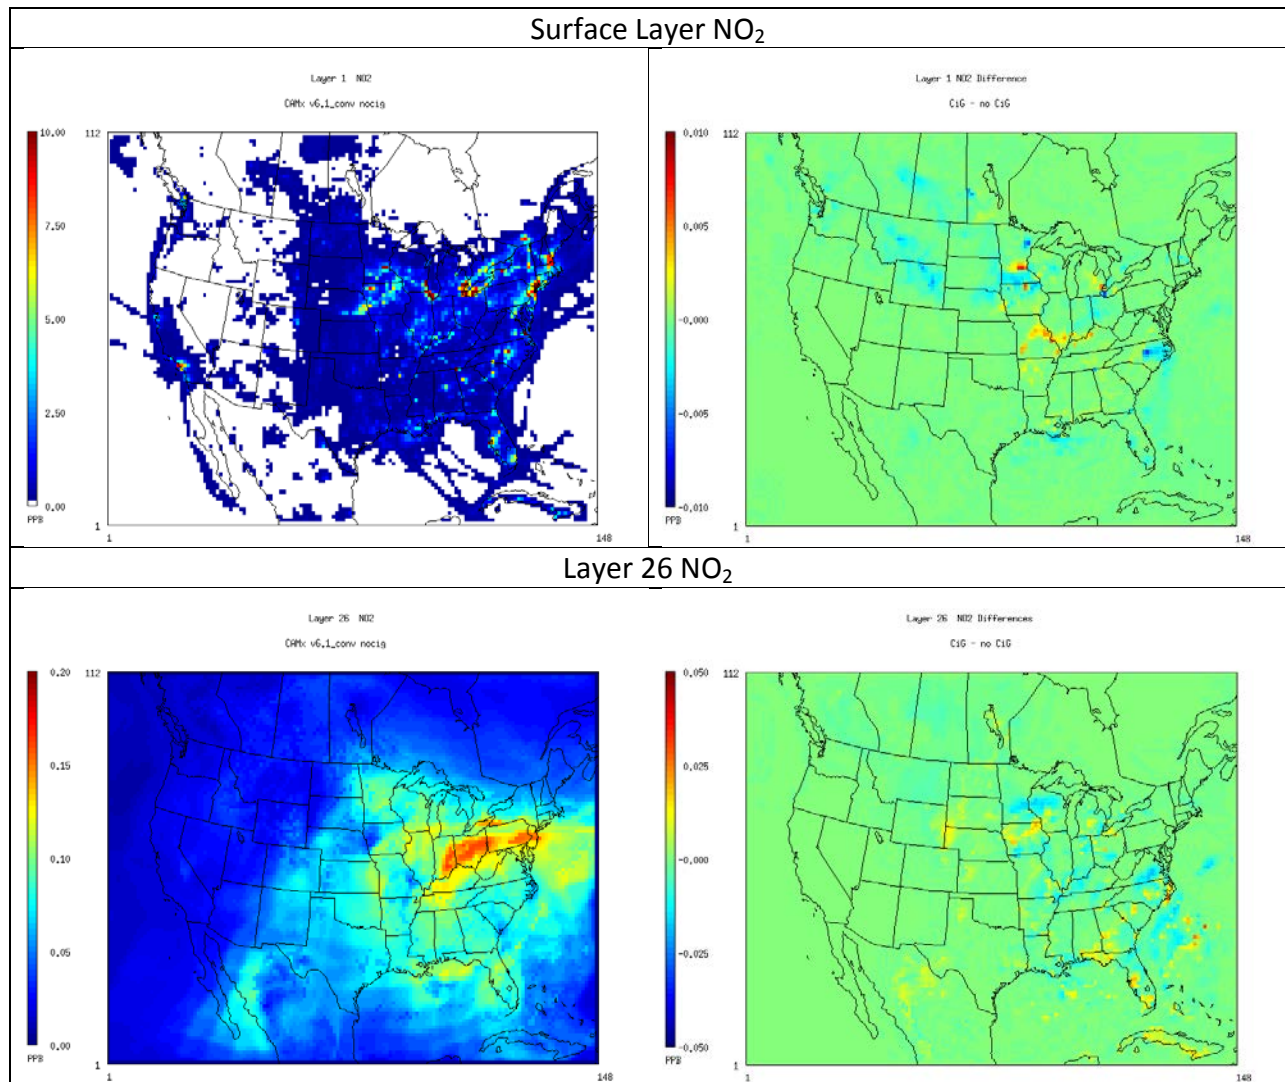 Surface Layer NO₂
Layer 1 NO2
CAMx v6.1_conv nocig
10.00
7.50
5.00
2.50
0.00
PPB
112
1
1
148
Layer 1 NO2 Difference
CiG - no CiG
0.010
0.005
-0.000
-0.005
-0.010
PPB
112
1
1
148
Layer 26 NO₂
Layer 26 NO2
CAMx v6.1_conv nocig
0.20
0.15
0.10
0.05
0.00
PPB
112
1
1
148
Layer 26 NO2 Differences
CiG - no CiG
0.050
0.025
-0.000
-0.025
-0.050
PPB
112
1
1
148